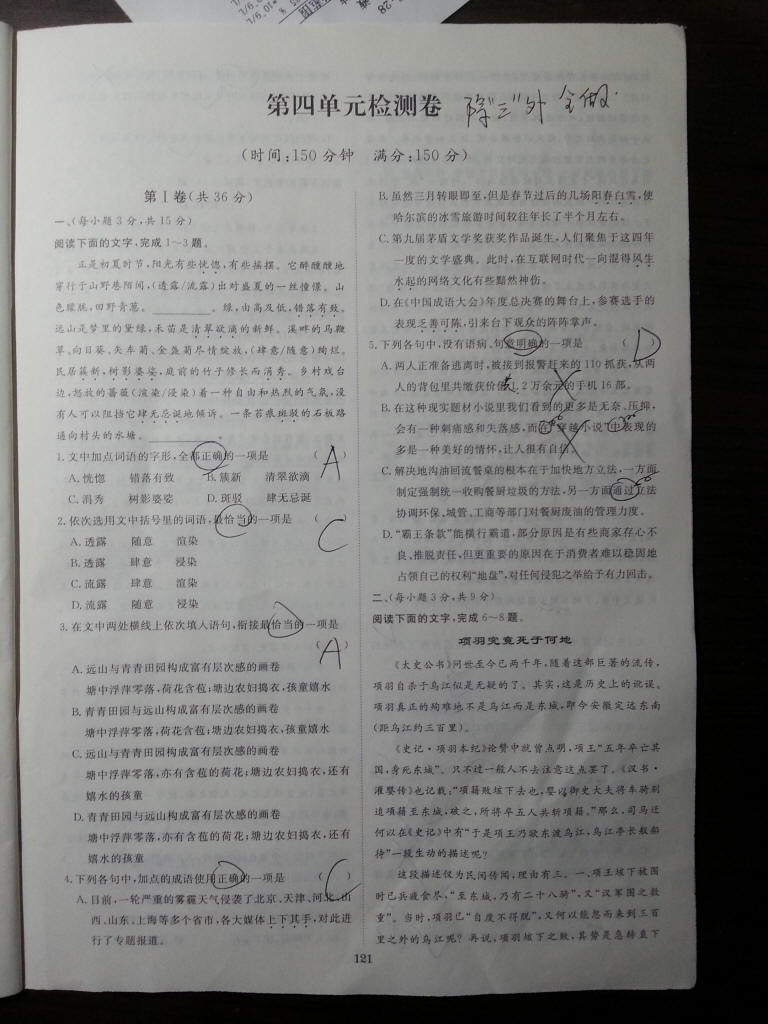 第四单元检测卷 除“三”外 全做.
(时间:150分钟 满分:150分)
第Ⅰ卷(共36分)
一、(每小题3分,共15分)
阅读下面的文字,完成1~3题。
正是初夏时节,阳光有些恍惚,有些摇摆。它醉醺醺地
穿行于山野巷陌间,(透露/流露)出对盛夏的一丝憧憬。山
色朦胧,田野青葱。________。绿,由高及低,错落有致。
远山是梦里的黛绿,禾苗是清翠欲滴的新鲜。溪畔的马鞭
草、向日葵、矢车菊、金盏菊尽情绽放,(肆意/随意)绚烂。
民居簇新,树影婆娑,庭前的竹子修长而消秀。乡村戏台
边,怒放的蔷薇(渲染/浸染)着一种自由和热烈的气氛,没
有人可以阻挡它肆无忌诞地倾诉。一条苔痕斑驳的石板路
通向村头的水塘。________。
1.文中加点词语的字形,全都正确的一项是 ( A )
A.恍惚 错落有致 B.簇新 清翠欲滴
C.消秀 树影婆娑 D.斑驳 肆无忌诞
2.依次选用文中括号里的词语,最恰当的一项是 ( C )
A.透露 随意 渲染
B.透露 肆意 浸染
C.流露 肆意 渲染
D.流露 随意 浸染
3.在文中两处横线上依次填入语句,衔接最恰当的一项是
( A )
A.远山与青青田园构成富有层次感的画卷
塘中浮萍零落,荷花含苞;塘边农妇捣衣,孩童嬉水
B.青青田园与远山构成富有层次感的画卷
塘中浮萍零落,荷花含苞;塘边农妇捣衣,孩童嬉水
C.远山与青青田园构成富有层次感的画卷
塘中浮萍零落,亦有含苞的荷花;塘边农妇捣衣,还有
嬉水的孩童
D.青青田园与远山构成富有层次感的画卷
塘中浮萍零落,亦有含苞的荷花;塘边农妇捣衣,还有
嬉水的孩童
4.下列各句中,加点的成语使用正确的一项是 ( C )
A.目前,一轮严重的雾霾天气侵袭了北京、天津、河北、山
西、山东、上海等多个省市,各大媒体上下其手,对此进
行了专题报道。
B.虽然三月转眼即至,但是春节过后的几场阳春白雪,使
哈尔滨的冰雪旅游时间较往年长了半个月左右。
C.第九届茅盾文学奖获奖作品诞生,人们聚焦于这四年
一度的文学盛典。此时,在互联网时代一向混得风生
水起的网络文化有些黯然神伤。
D.在《中国成语大会》年度总决赛的舞台上,参赛选手的
表现乏善可陈,引来台下观众的阵阵掌声。
5.下列各句中,没有语病、句意明确的一项是 ( D )
A.两人正准备逃离时,被接到报警赶来的110抓获,从两
人的背包里共缴获价值1.2万余元的手机16部。
B.在这种现实题材小说里我们看到的更多是无奈、压抑,
会有一种刺痛感和失落感,而在“穿越小说”中表现的
多是一种美好的情怀,让人很有自信。
C.解决地沟油回流餐桌的根本在于加快地方立法,一方面
制定强制统一收购餐厨垃圾的方法,另一方面通过立法
协调环保、城管、工商等部门对餐厨废油的管理力度。
D.“霸王条款”能横行霸道,部分原因是有些商家存心不
良、推脱责任,但更重要的原因在于消费者难以稳固地
占领自己的权利“地盘”,对任何侵犯之举给予有力回击。
二、(每小题3分,共9分)
阅读下面的文字,完成6~8题。
项羽究竟死于何地
《太史公书》问世至今已两千年,随着这部巨著的流传,
项羽自杀于乌江似是无疑的了。其实,这是历史上的讹误。
项羽真正的殉难地不是乌江而是东城,即今安徽定远东南
(距乌江约三百里)。
《史记·项羽本纪》论赞中就曾点明,项王“五年卒亡其
国,身死东城”。只不过一般人不去注意这点罢了。《汉书·
灌婴传》也记载:“项籍败垓下去也,婴以御史大夫将车骑别
追项籍至东城,破之,所将卒五人共斩项籍。”那么,司马迁
何以在《史记》中有“于是项王乃欲东渡乌江,乌江亭长舣船
待”一段生动的描述呢?
这段描述仅为民间传闻,理由有三。一、项王垓下被围
时已兵疲食尽,“至东城,乃有二十八骑”,又“汉军围之数
重”。当时,项羽已“自度不得脱”,又何以能忽而来到三百
里之外的乌江呢?再说,项羽垓下之败,其势是急转直下
121